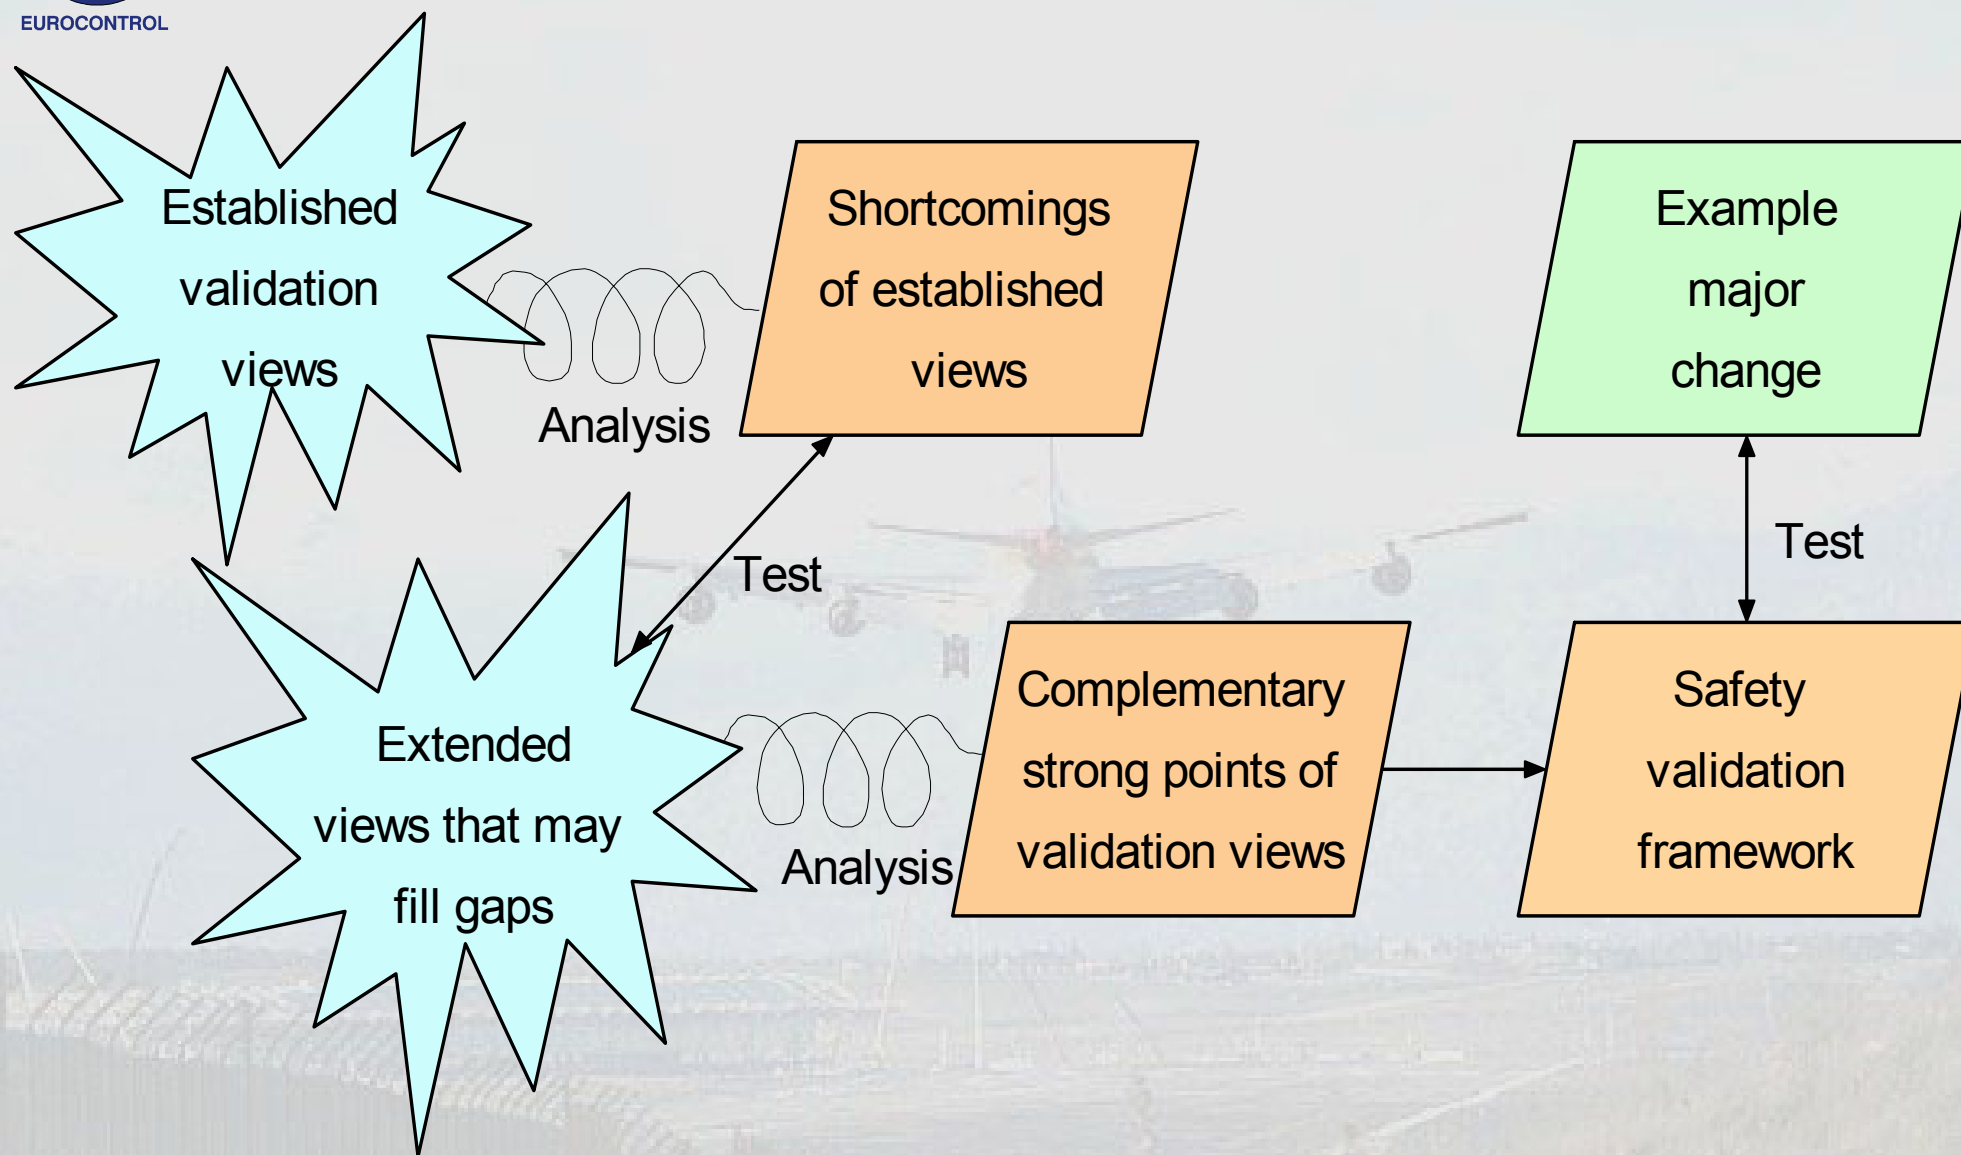 EUROCONTROL
Established
validation
views
Analysis
Shortcomings
of established
views
Example
major
change
Test
Test
Extended
views that may
fill gaps
Analysis
Complementary
strong points of
validation views
Safety
validation
framework